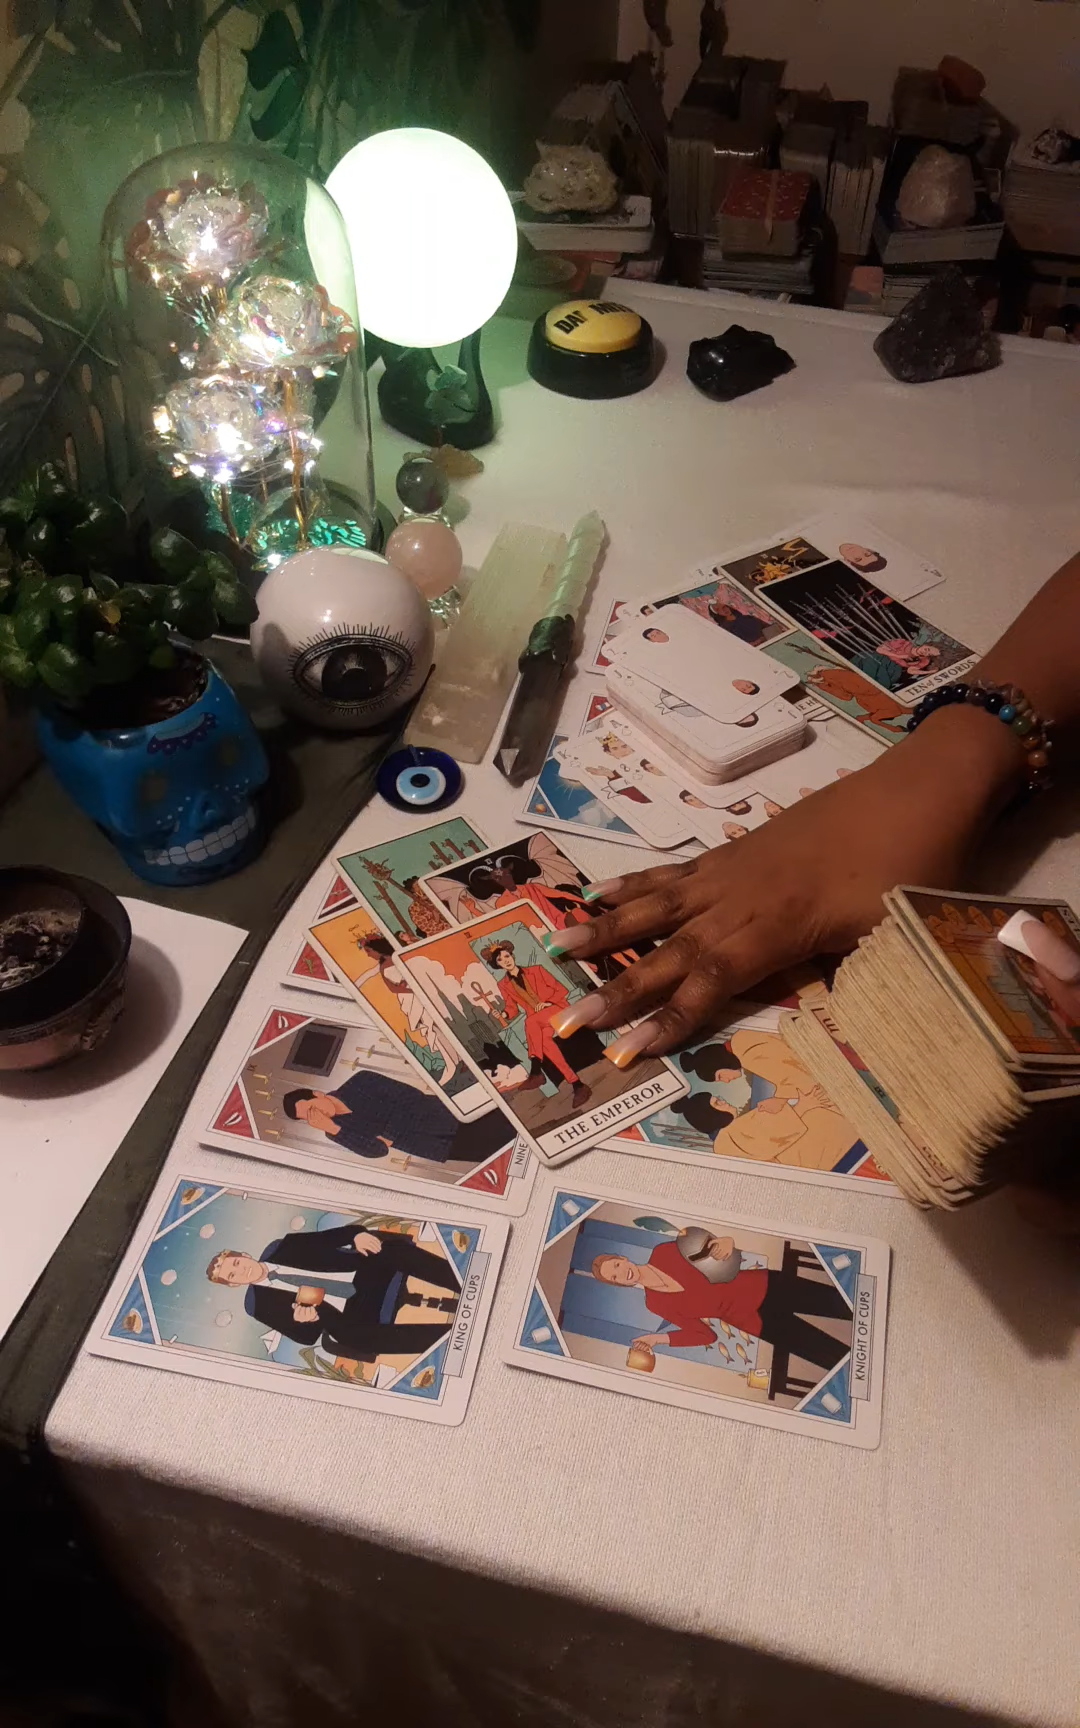 TEN of SWORDS
THE EMPEROR
NINE
KING OF CUPS
KNIGHT OF CUPS